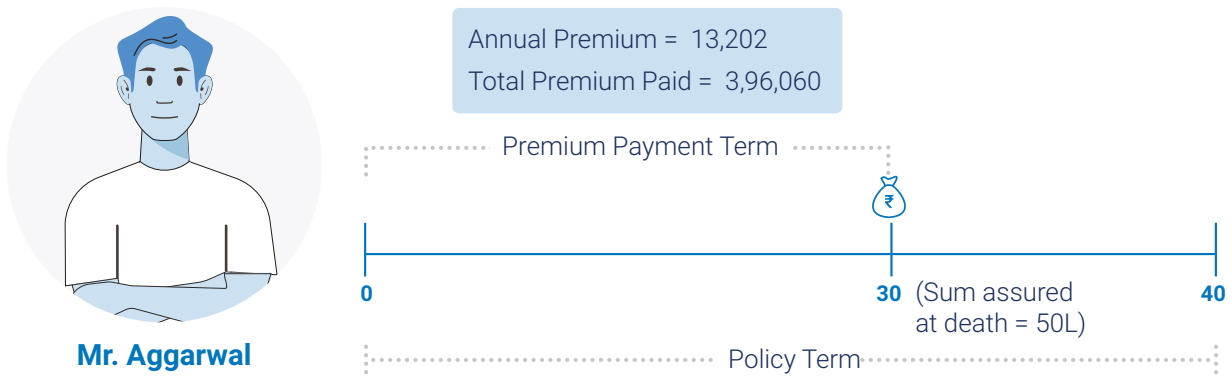 Annual Premium = 13,202
Total Premium Paid = 3,96,060
Premium Payment Term
₹
0
30
(Sum assured
at death = 50L)
40
Mr. Aggarwal
Policy Term